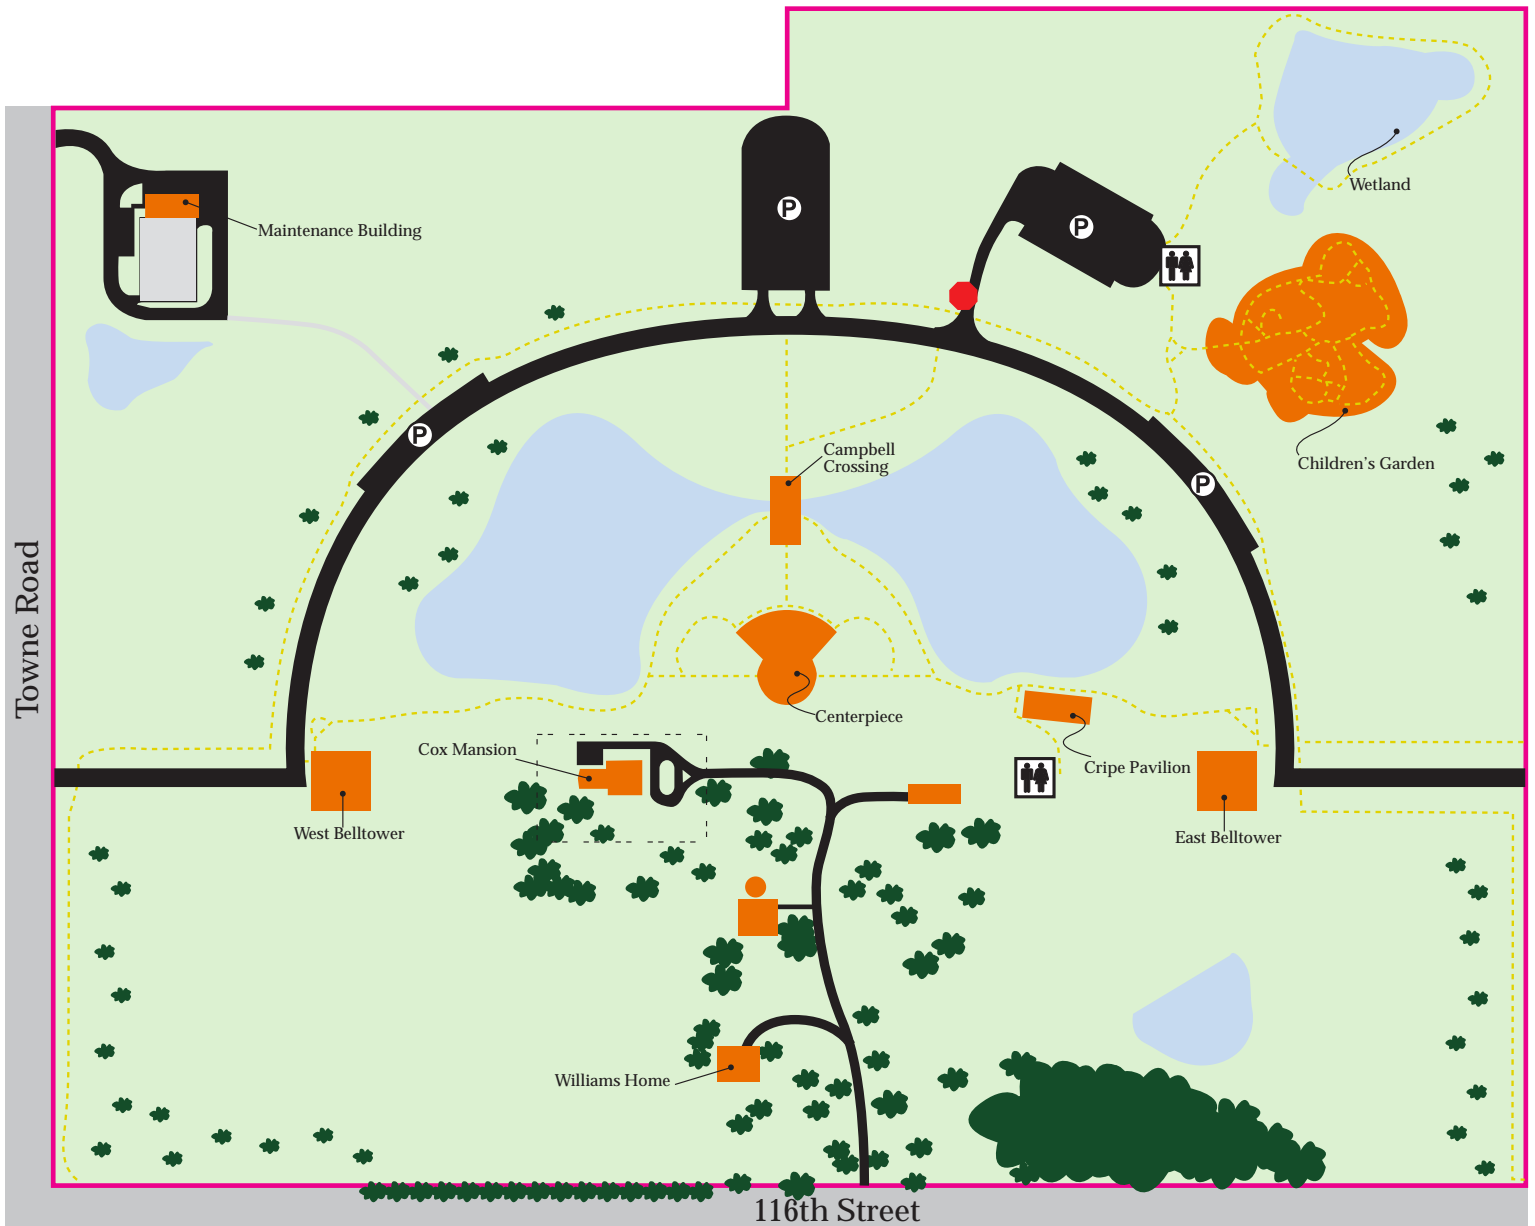 Wetland
P
P
Maintenance Building
P
Campbell
Crossing
Children's Garden
P
Towne Road
Centerpiece
Cox Mansion
Cripe Pavilion
West Belltower
East Belltower
Williams Home
116th Street